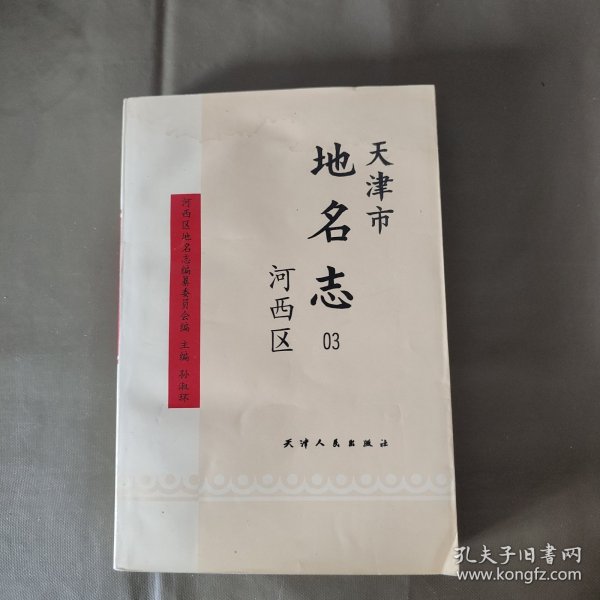 天津市
地名志 03
河西区
河西区地名志编纂委员会编 主编 孙淑环
天津人民出版社
孔夫子旧书网
www.kongfz.com